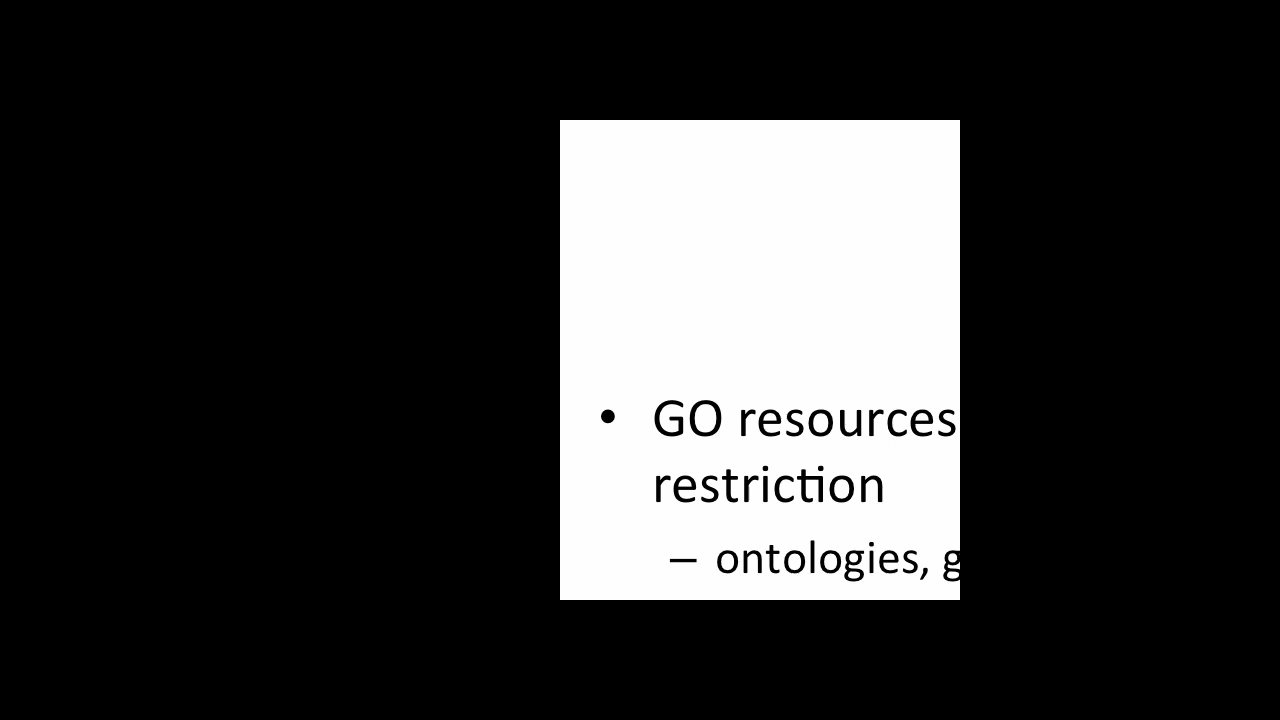 • GO resources
restriction
– ontologies,